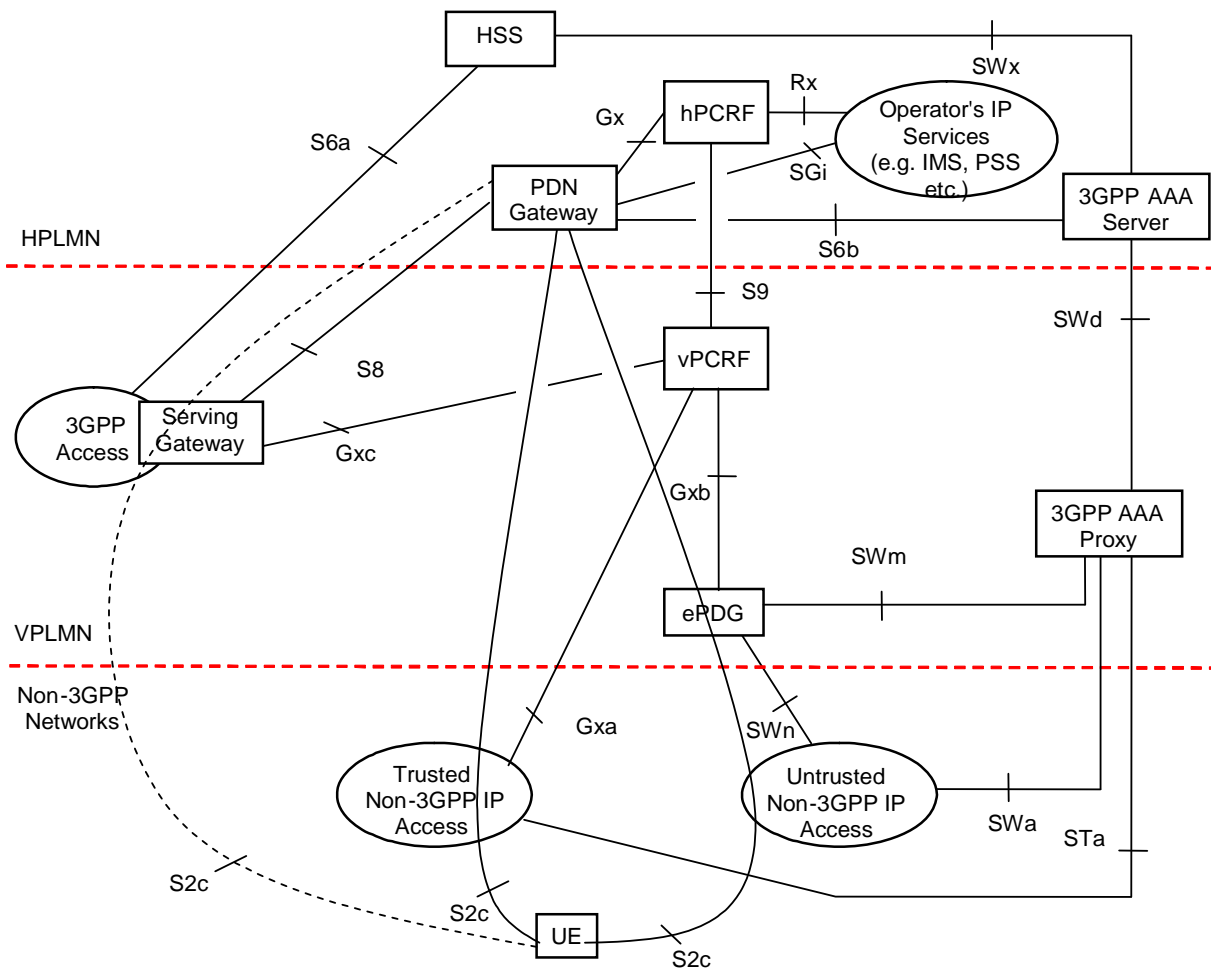 HSS
SWx
Rx
hPCRF
Gx
Operator's IP
Services
(e.g. IMS, PSS
etc.)
S6a
SGi
PDN
Gateway
3GPP AAA
Server
HPLMN
S6b
S9
SWd
vPCRF
S8
3GPP
Access
Serving
Gateway
Gxc
Gxb
3GPP AAA
Proxy
SWm
ePDG
VPLMN
Non-3GPP
Networks
Gxa
SWn
Trusted
Non-3GPP IP
Access
Untrusted
Non-3GPP IP
Access
SWa
STa
S2c
S2c
UE
S2c